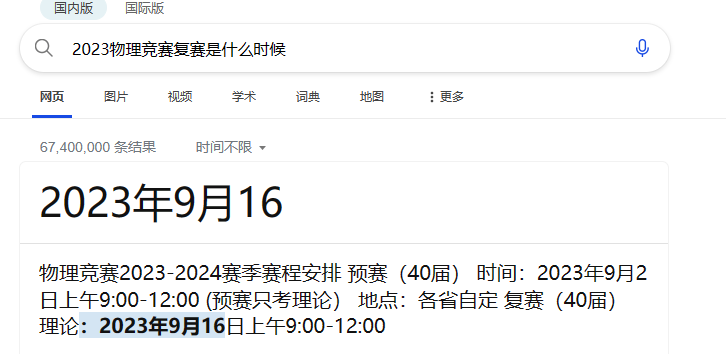 国内版 国际版
2023物理竞赛复赛是什么时候
网页 图片 视频 学术 词典 地图 更多
67,400,000 条结果 时间不限
2023年9月16
物理竞赛2023-2024赛季赛程安排 预赛（40届） 时间：2023年9月2
日上午9:00-12:00 (预赛只考理论） 地点：各省自定 复赛（40届）
理论：2023年9月16日上午9:00-12:00